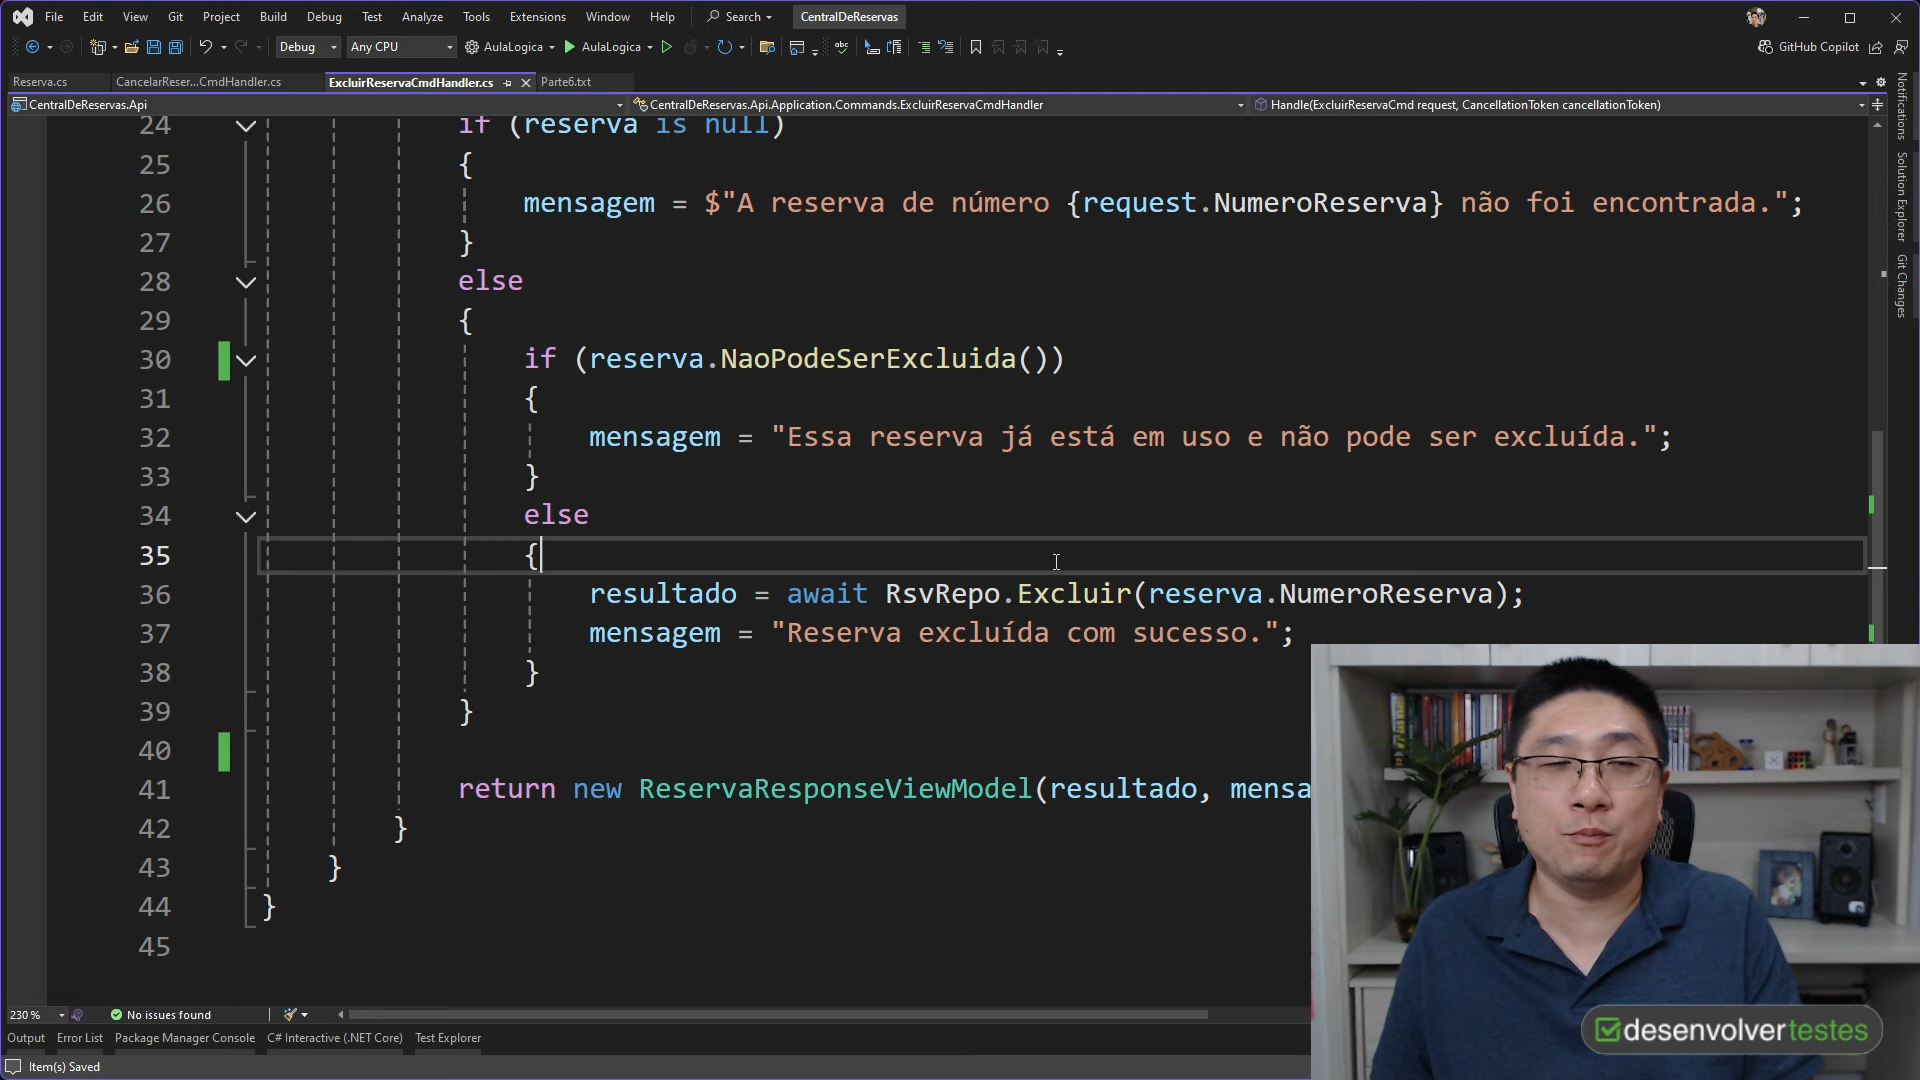 File Edit View Git Project Build Debug Test Analyze Tools Extensions Window Help Search CentralDeReservas
Debug Any CPU AulaLogica AulaLogica GitHub Copilot
Reserva.cs CancelarReser...CmdHandler.cs ExcluirReservaCmdHandler.cs Parte6.txt
CentralDeReservas.Api CentralDeReservas.Api.Application.Commands.ExcluirReservaCmdHandler Handle(ExcluirReservaCmd request, CancellationToken cancellationToken)
24 if (reserva is null)
25 {
26 mensagem = $"A reserva de número {request.NumeroReserva} não foi encontrada.";
27 }
28 else
29 {
30 if (reserva.NaoPodeSerExcluida())
31 {
32 mensagem = "Essa reserva já está em uso e não pode ser excluída.";
33 }
34 else
35 {
36 resultado = await RsvRepo.Excluir(reserva.NumeroReserva);
37 mensagem = "Reserva excluída com sucesso.";
38 }
39 }
40
41 return new ReservaResponseViewModel(resultado, mensa
42 }
43 }
44 }
45
Notifications
Solution Explorer
Git Changes
230 % No issues found
Output Error List Package Manager Console C# Interactive (.NET Core) Test Explorer
Item(s) Saved
desenvolvertestes